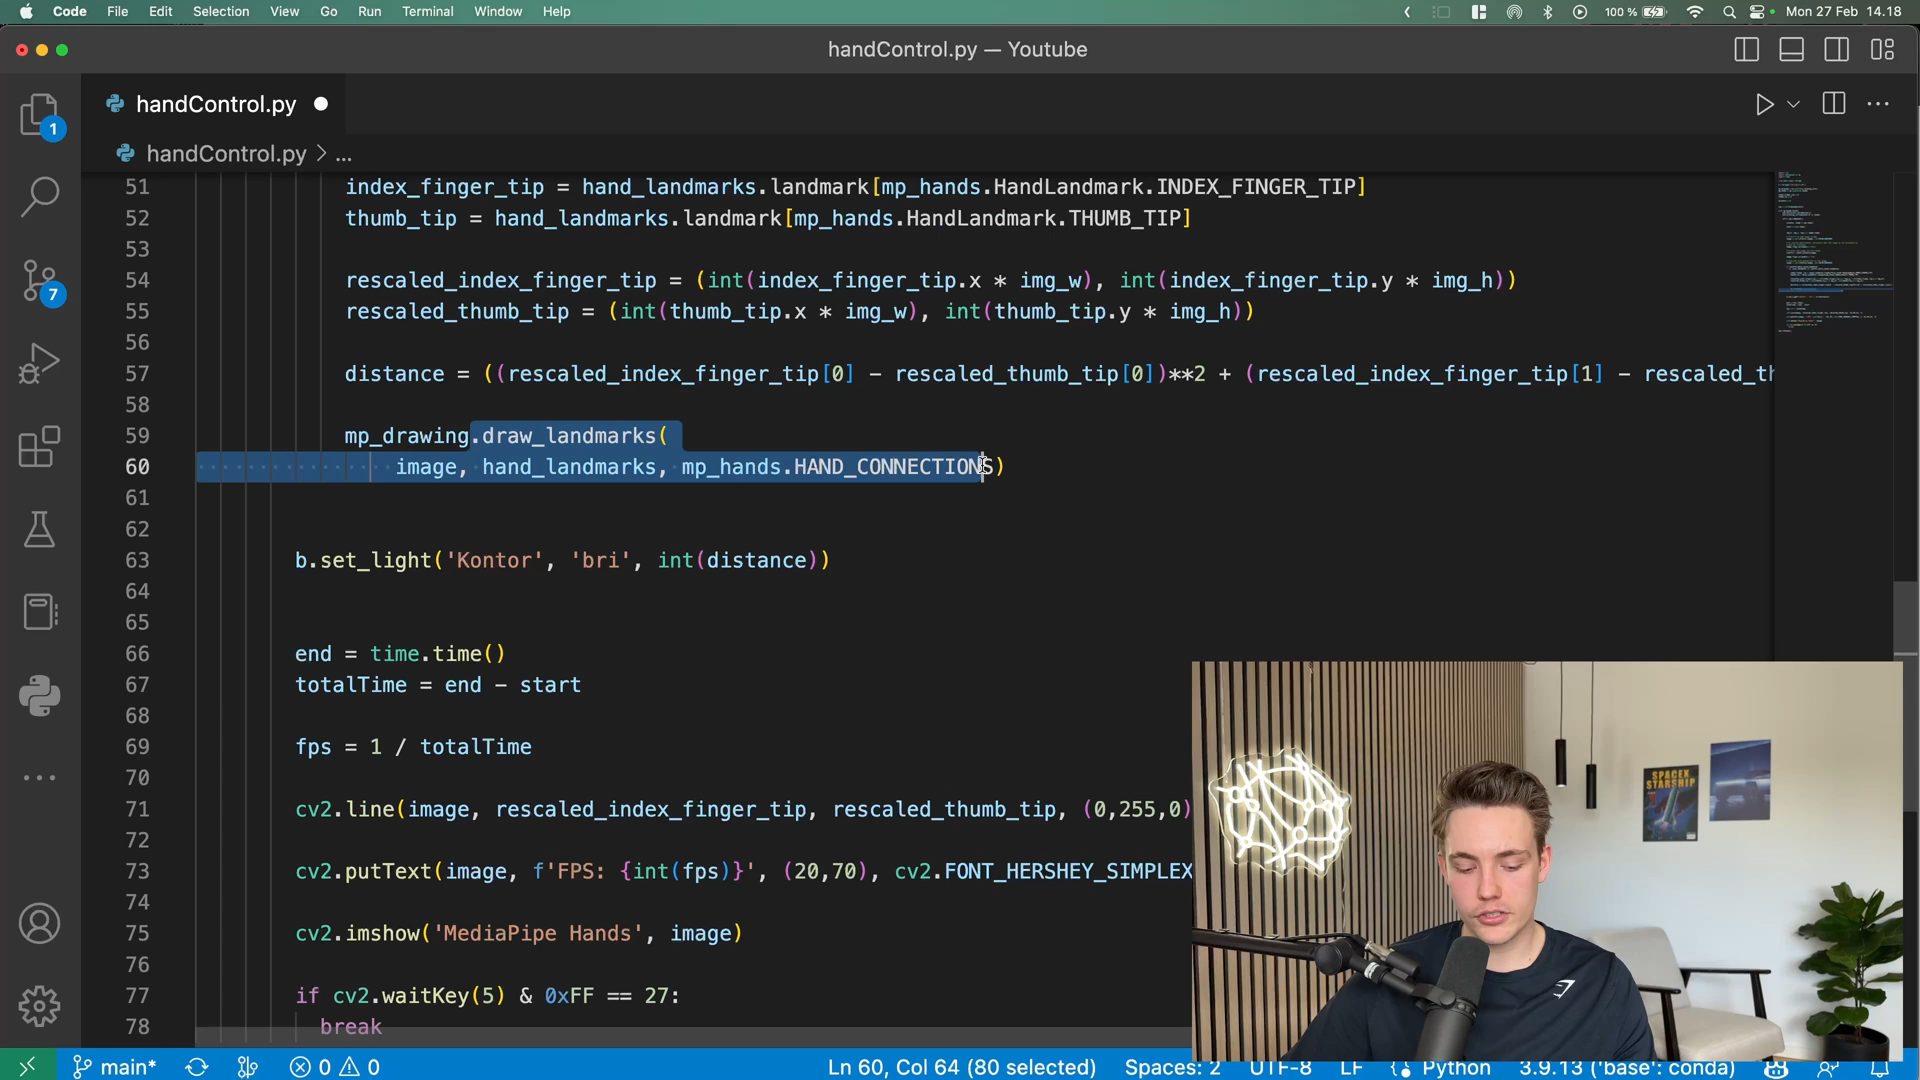 Code File Edit Selection View Go Run Terminal Window Help 100 % Mon 27 Feb 14.18
handControl.py — Youtube
handControl.py
1
handControl.py > ...
51 index_finger_tip = hand_landmarks.landmark[mp_hands.HandLandmark.INDEX_FINGER_TIP]
52 thumb_tip = hand_landmarks.landmark[mp_hands.HandLandmark.THUMB_TIP]
53
54 rescaled_index_finger_tip = (int(index_finger_tip.x * img_w), int(index_finger_tip.y * img_h))
7
55 rescaled_thumb_tip = (int(thumb_tip.x * img_w), int(thumb_tip.y * img_h))
56
57 distance = ((rescaled_index_finger_tip[0] - rescaled_thumb_tip[0])**2 + (rescaled_index_finger_tip[1] - rescaled_th
58
59 mp_drawing.draw_landmarks(
60 image, hand_landmarks, mp_hands.HAND_CONNECTIONS)
61
62
63 b.set_light('Kontor', 'bri', int(distance))
64
65
66 end = time.time()
67 totalTime = end - start
68
69 fps = 1 / totalTime
70
71 cv2.line(image, rescaled_index_finger_tip, rescaled_thumb_tip, (0,255,0)
72
73 cv2.putText(image, f'FPS: {int(fps)}', (20,70), cv2.FONT_HERSHEY_SIMPLEX
74
75 cv2.imshow('MediaPipe Hands', image)
76
77 if cv2.waitKey(5) & 0xFF == 27:
78 break
SPACEX
STARSHIP
main* 0 0 Ln 60, Col 64 (80 selected) Spaces: 2 UTF-8 LF Python 3.9.13 ('base': conda)